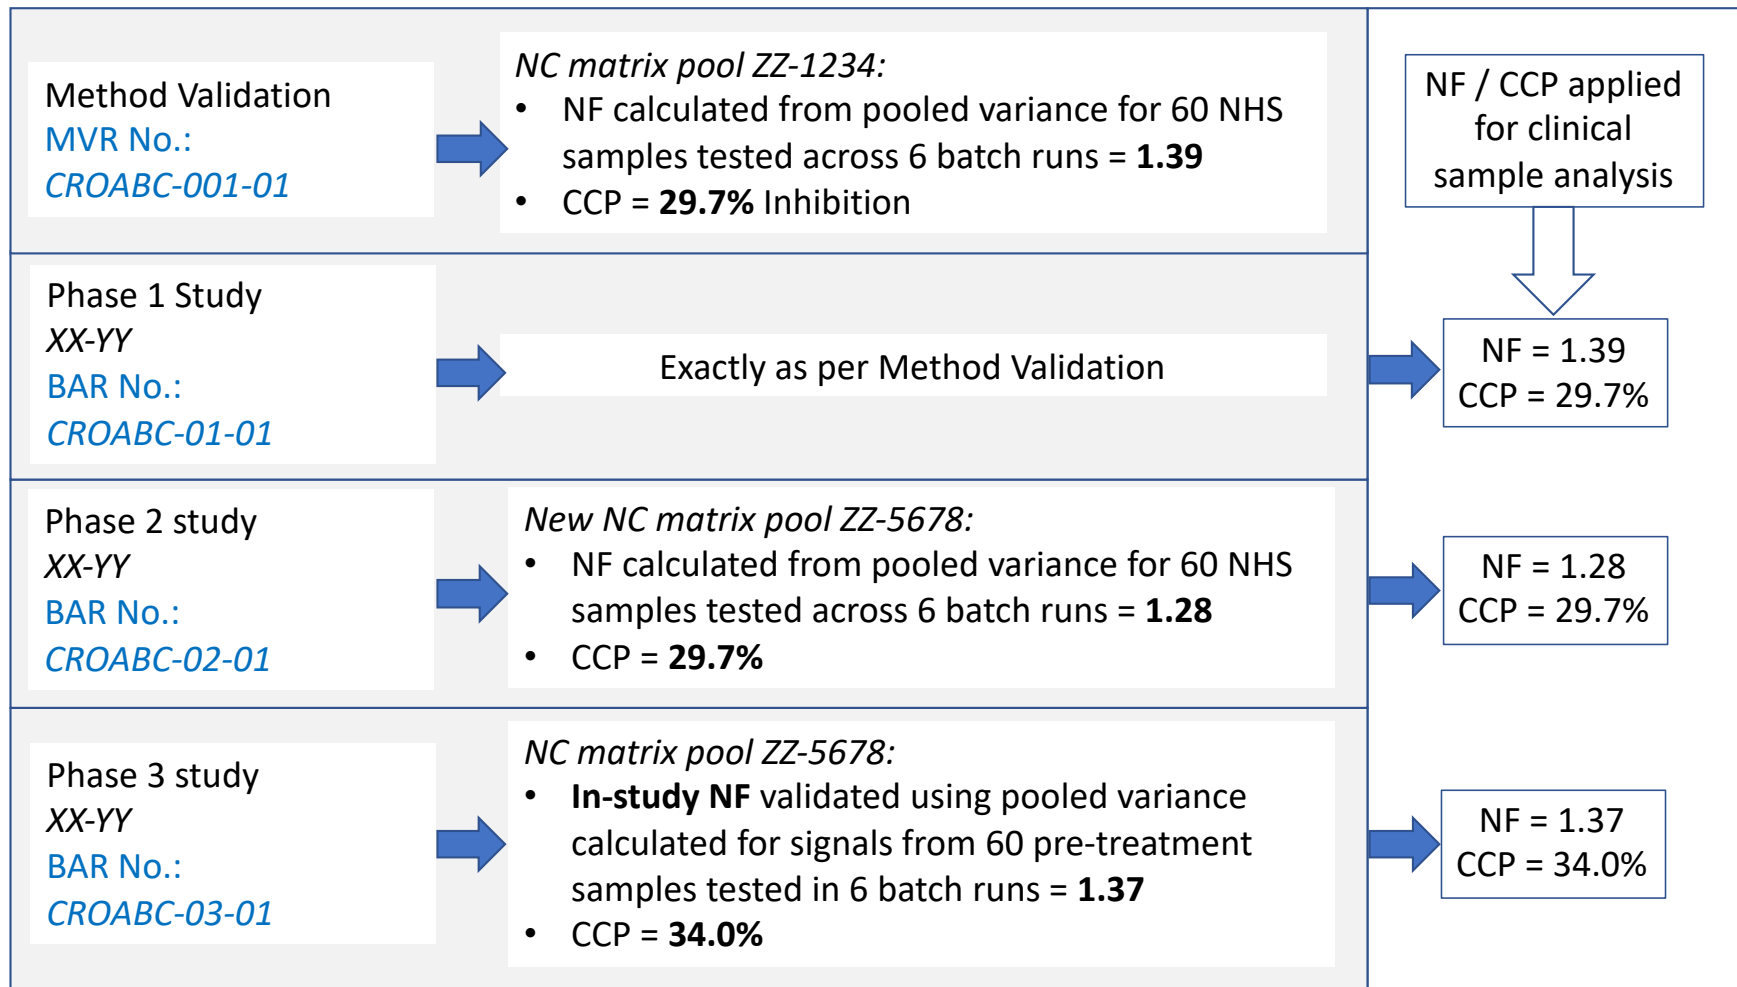 Method Validation
MVR No.:
CROABC-001-01
NC matrix pool ZZ-1234:
• NF calculated from pooled variance for 60 NHS
samples tested across 6 batch runs = 1.39
• CCP = 29.7% Inhibition
NF / CCP applied
for clinical
sample analysis
Phase 1 Study
XX-YY
BAR No.:
CROABC-01-01
Exactly as per Method Validation
NF = 1.39
CCP = 29.7%
Phase 2 study
XX-YY
BAR No.:
CROABC-02-01
New NC matrix pool ZZ-5678:
• NF calculated from pooled variance for 60 NHS
samples tested across 6 batch runs = 1.28
• CCP = 29.7%
NF = 1.28
CCP = 29.7%
Phase 3 study
XX-YY
BAR No.:
CROABC-03-01
NC matrix pool ZZ-5678:
• In-study NF validated using pooled variance
calculated for signals from 60 pre-treatment
samples tested in 6 batch runs = 1.37
• CCP = 34.0%
NF = 1.37
CCP = 34.0%